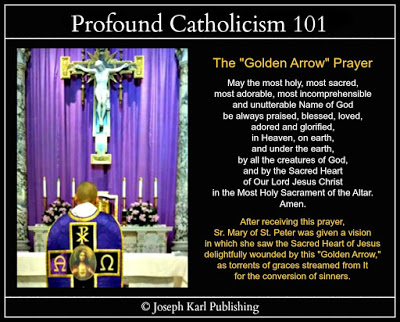 Profound Catholicism 101
The "Golden Arrow" Prayer
May the most holy, most sacred,
most adorable, most incomprehensible
and unutterable Name of God
be always praised, blessed, loved,
adored and glorified,
in Heaven, on earth,
and under the earth,
by all the creatures of God,
and by the Sacred Heart
of Our Lord Jesus Christ
in the Most Holy Sacrament of the Altar.
Amen.
After receiving this prayer,
Sr. Mary of St. Peter was given a vision
in which she saw the Sacred Heart of Jesus
delightfully wounded by this "Golden Arrow,"
as torrents of graces streamed from It
for the conversion of sinners.
Α Ω
© Joseph Karl Publishing